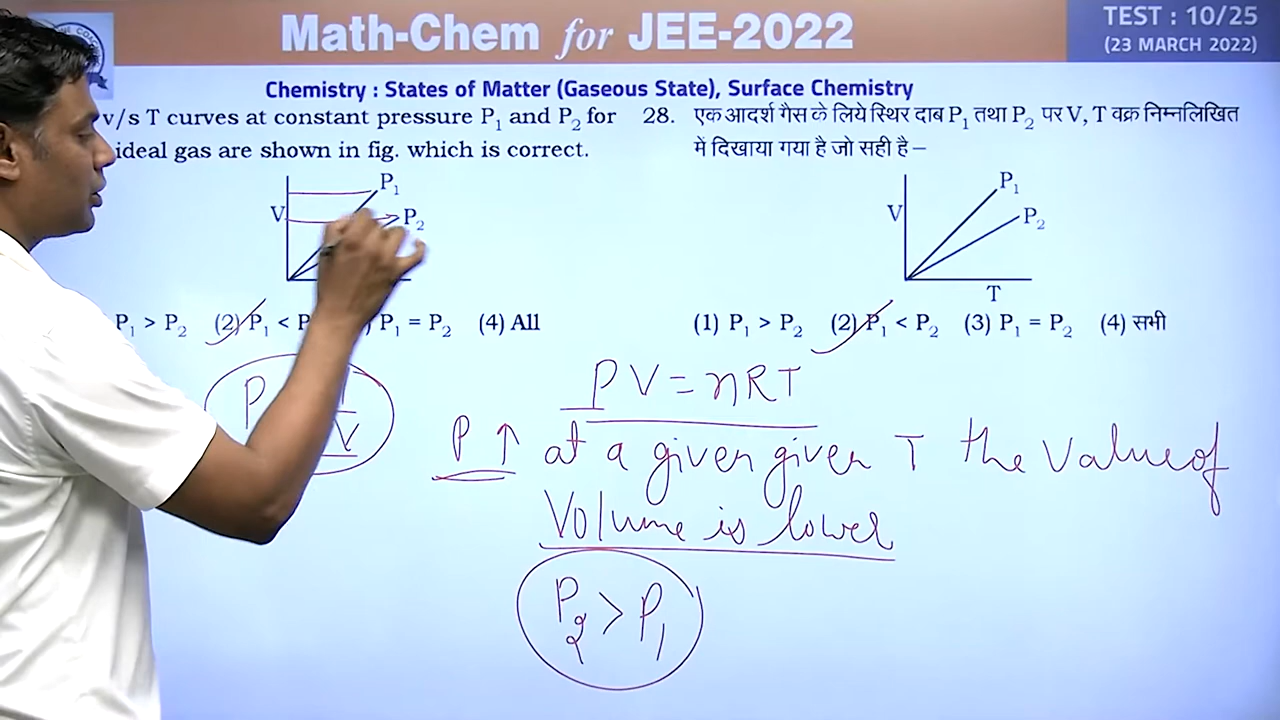 Math-Chem for JEE-2022
TEST : 10/25
(23 MARCH 2022)
Chemistry : States of Matter (Gaseous State), Surface Chemistry
v/s T curves at constant pressure P₁ and P₂ for
ideal gas are shown in fig. which is correct.
V
P₁
P₂
P₁ > P₂ (2) P₁ < P P₁ = P₂ (4) All
28. एक आदर्श गैस के लिये स्थिर दाब P₁ तथा P₂ पर V, T वक्र निम्नलिखित
में दिखाया गया है जो सही है –
V
P₁
P₂
T
(1) P₁ > P₂ (2) P₁ < P₂ (3) P₁ = P₂ (4) सभी
P V
PV = nRT
P ↑ at a given given T the value of
Volume is lower
P₂ > P₁